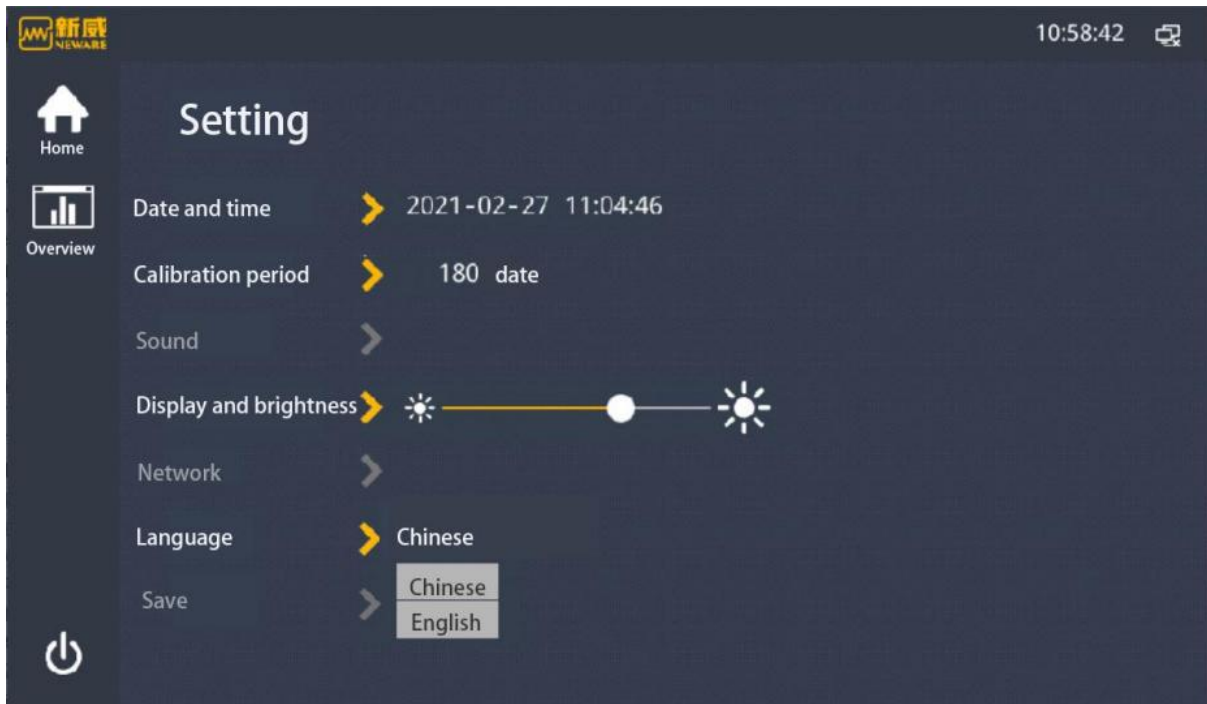 新威
NEWARE
10:58:42
Home
Overview
Setting
Date and time 2021-02-27 11:04:46
Calibration period 180 date
Sound
Display and brightness
Network
Language Chinese
Chinese
Save
English